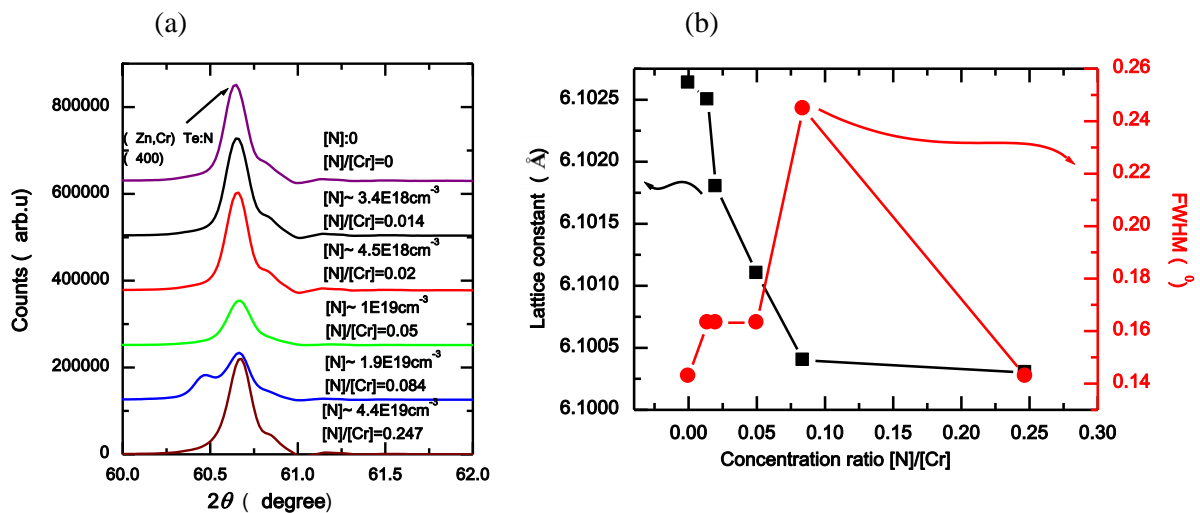 (a)
Counts ( arb.u)
800000
600000
400000
200000
0
( Zn,Cr) Te:N
( 400)
[N]:0
[N]/[Cr]=0
[N]~ 3.4E18cm⁻³
[N]/[Cr]=0.014
[N]~ 4.5E18cm⁻³
[N]/[Cr]=0.02
[N]~ 1E19cm⁻³
[N]/[Cr]=0.05
[N]~ 1.9E19cm⁻³
[N]/[Cr]=0.084
[N]~ 4.4E19cm⁻³
[N]/[Cr]=0.247
60.0 60.5 61.0 61.5 62.0
2θ ( degree)
(b)
Lattice constant ( Å)
6.1025
6.1020
6.1015
6.1010
6.1005
6.1000
0.26
0.24
0.22
0.20
0.18
0.16
0.14
FWHM ( ⁰)
0.00 0.05 0.10 0.15 0.20 0.25 0.30
Concentration ratio [N]/[Cr]